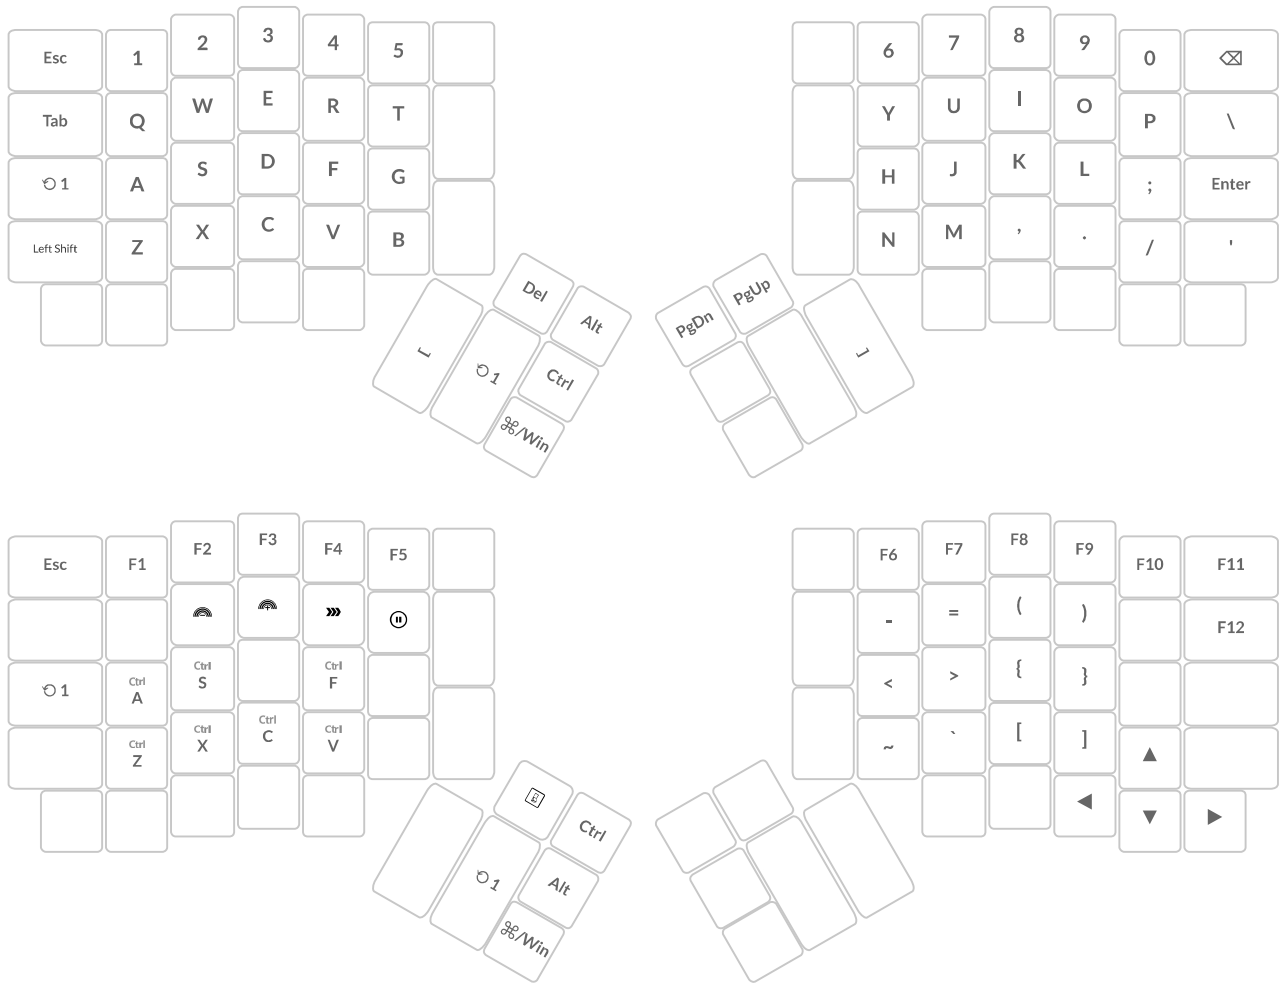 Esc 1 2 3 4 5 6 7 8 9 0 ⌫
Tab Q W E R T Y U I O P \
⟲ 1 A S D F G H J K L ; Enter
Left Shift Z X C V B N M , . / '
Del Alt PgDn PgUp
[ ⟲ 1 Ctrl ]
⌘/Win
Esc F1 F2 F3 F4 F5 F6 F7 F8 F9 F10 F11
- = ( ) F12
⟲ 1 Ctrl A Ctrl S Ctrl F < > { }
Ctrl Z Ctrl X Ctrl C Ctrl V ~ ` [ ] ▲
◀ ▼ ▶
Ctrl
⟲ 1 Alt
⌘/Win